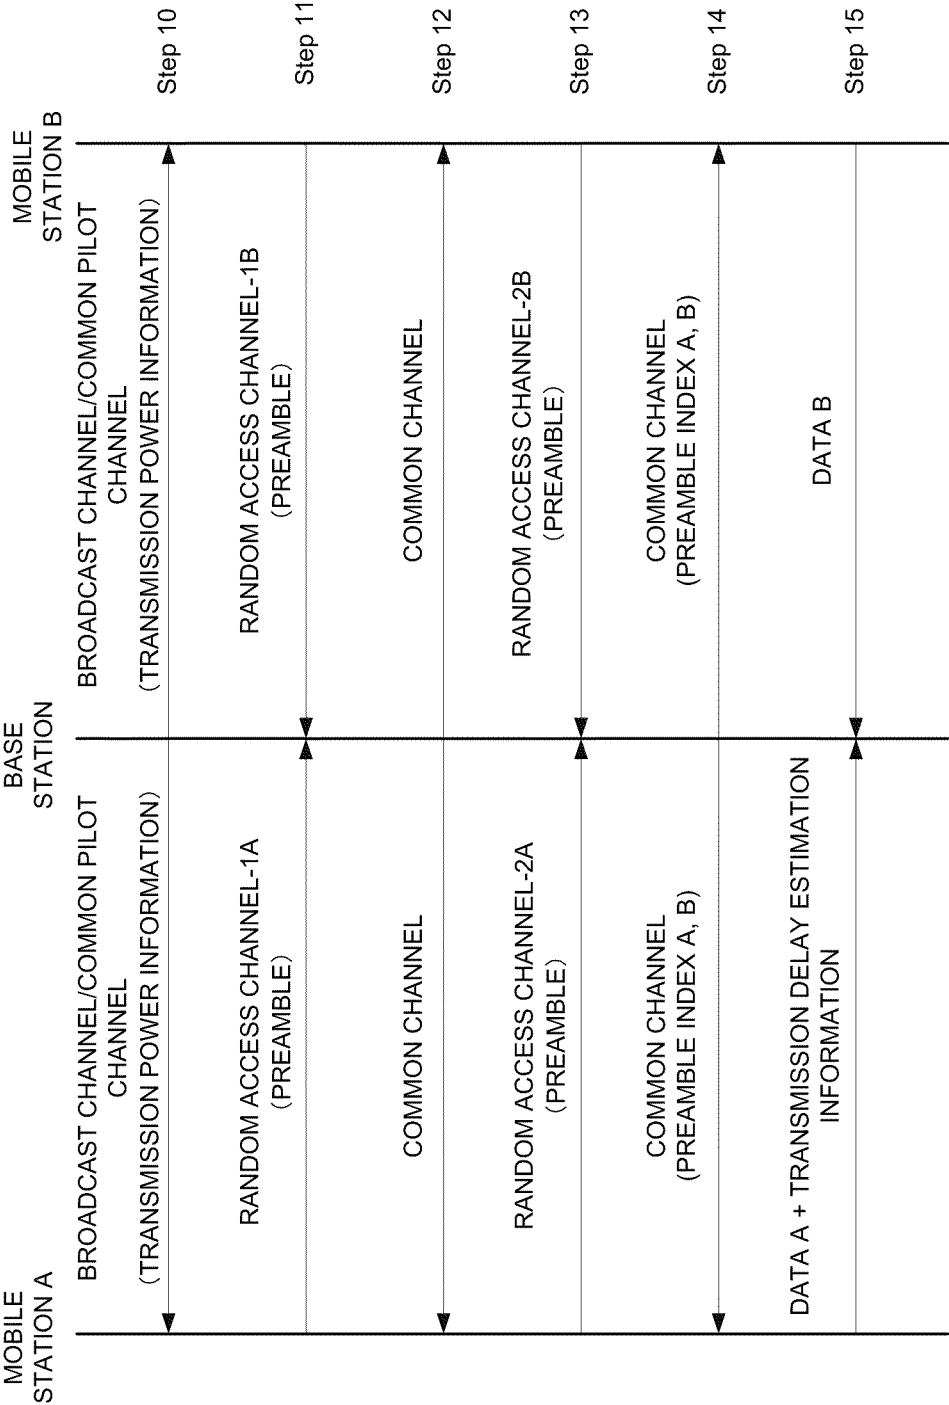 MOBILE
STATION A
BASE
STATION
MOBILE
STATION B
BROADCAST CHANNEL/COMMON PILOT
CHANNEL
(TRANSMISSION POWER INFORMATION)
BROADCAST CHANNEL/COMMON PILOT
CHANNEL
(TRANSMISSION POWER INFORMATION)
Step 10
RANDOM ACCESS CHANNEL-1A
(PREAMBLE)
RANDOM ACCESS CHANNEL-1B
(PREAMBLE)
Step 11
COMMON CHANNEL
COMMON CHANNEL
Step 12
RANDOM ACCESS CHANNEL-2A
(PREAMBLE)
RANDOM ACCESS CHANNEL-2B
(PREAMBLE)
Step 13
COMMON CHANNEL
(PREAMBLE INDEX A, B)
COMMON CHANNEL
(PREAMBLE INDEX A, B)
Step 14
DATA A + TRANSMISSION DELAY ESTIMATION
INFORMATION
DATA B
Step 15